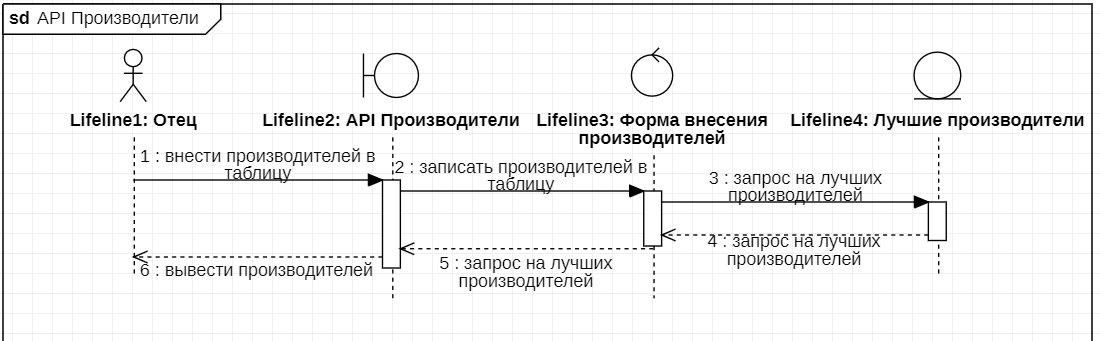 sd API Производители
Lifeline1: Отец
Lifeline2: API Производители
Lifeline3: Форма внесения
производителей
Lifeline4: Лучшие производители
1 : внести производителей в
таблицу
2 : записать производителей в
таблицу
3 : запрос на лучших
производителей
4 : запрос на лучших
производителей
5 : запрос на лучших
производителей
6 : вывести производителей